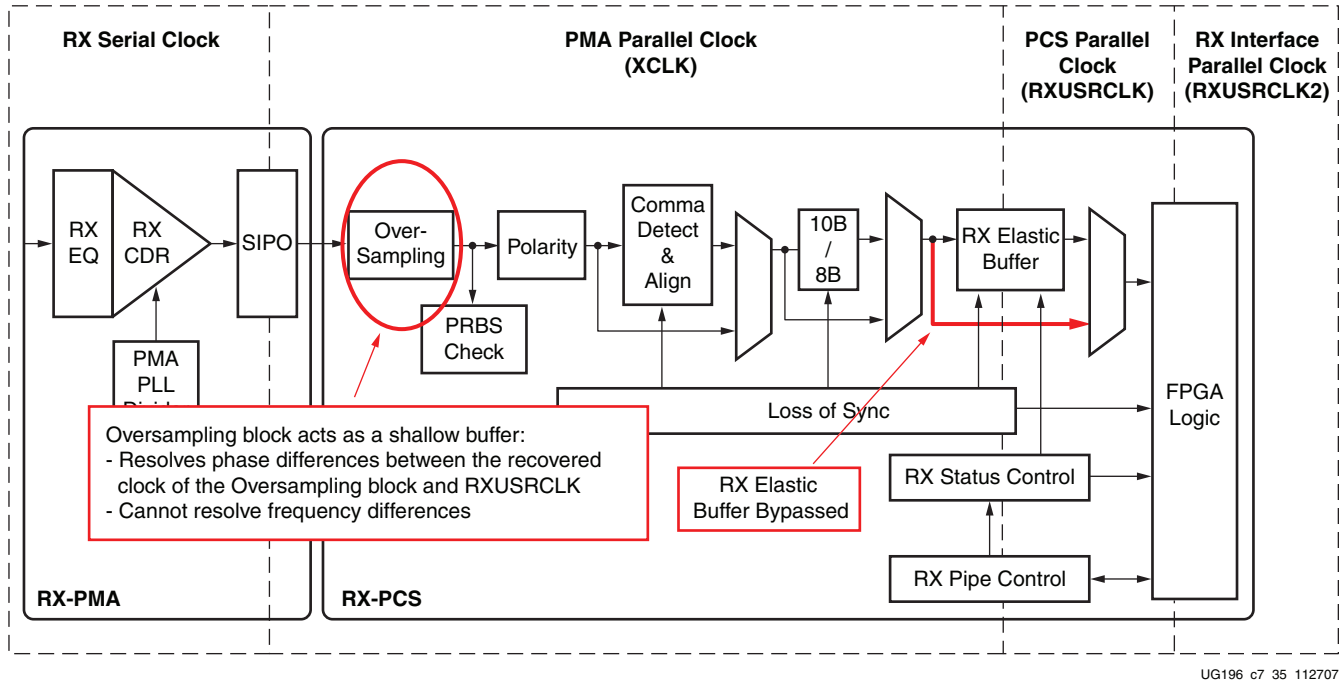 RX Serial Clock
PMA Parallel Clock
(XCLK)
PCS Parallel
Clock
(RXUSRCLK)
RX Interface
Parallel Clock
(RXUSRCLK2)
RX
EQ
RX
CDR
SIPO
Over-
Sampling
Polarity
Comma
Detect
&
Align
10B
/
8B
RX Elastic
Buffer
PRBS
Check
PMA
PLL
Loss of Sync
FPGA
Logic
Oversampling block acts as a shallow buffer:
- Resolves phase differences between the recovered
clock of the Oversampling block and RXUSRCLK
- Cannot resolve frequency differences
RX Elastic
Buffer Bypassed
RX Status Control
RX Pipe Control
RX-PMA
RX-PCS
UG196_c7_35_112707